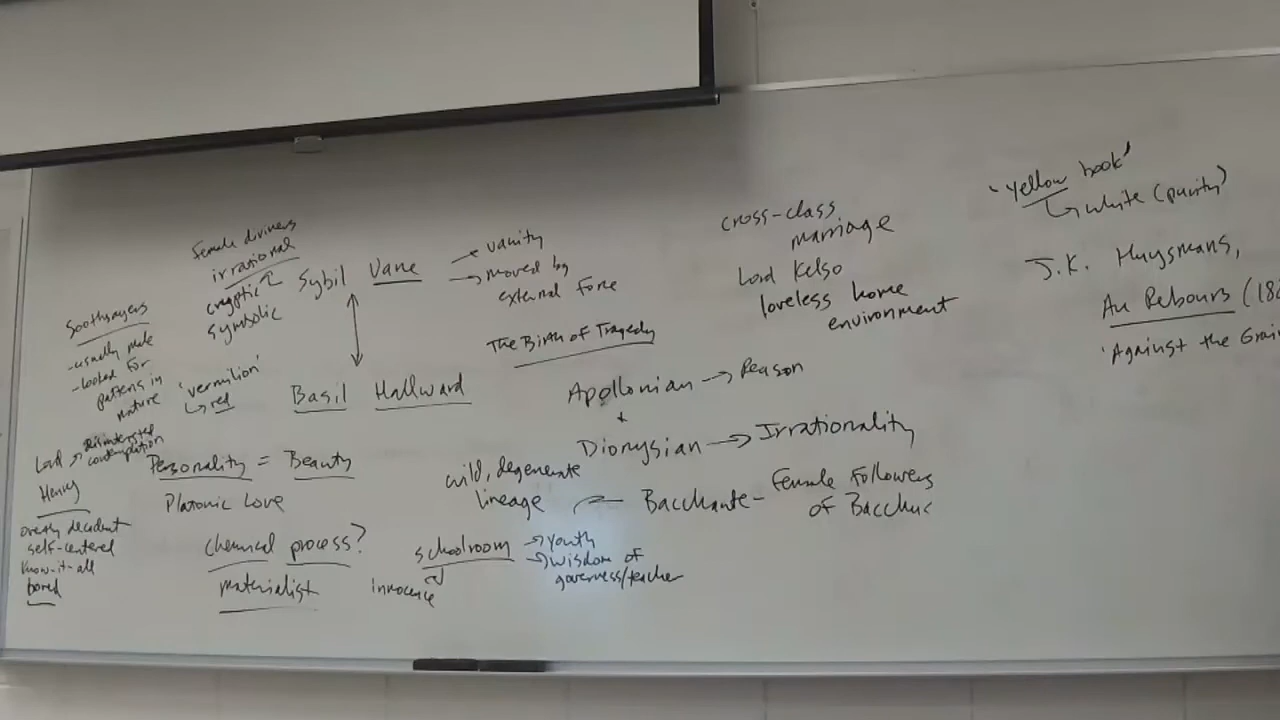 Soothsayers
-usually male
-looked for
patterns in
nature
Female diviners
irrational
cryptic
symbolic
Sybil Vane
→ vanity
→ moved by
external force
'vermilion'
↳ red
Basil Hallward
The Birth of Tragedy
cross-class
marriage
Lord Kelso
loveless home
environment
'yellow book'
↳ white (purity)
J.K. Huysmans,
Au Rebours (18
'Against the Grai
Apollonian → Reason
+
Dionysian → Irrationality
Bacchante - Female Followers
of Bacchus
wild, degenerate
lineage
Lord → disinterested
contemplation
Henry
overly decadent
self-centered
know-it-all
bored
Personality = Beauty
Platonic Love
chemical process?
materialist
schoolroom → youth
→ wisdom of
governess/teacher
innocence